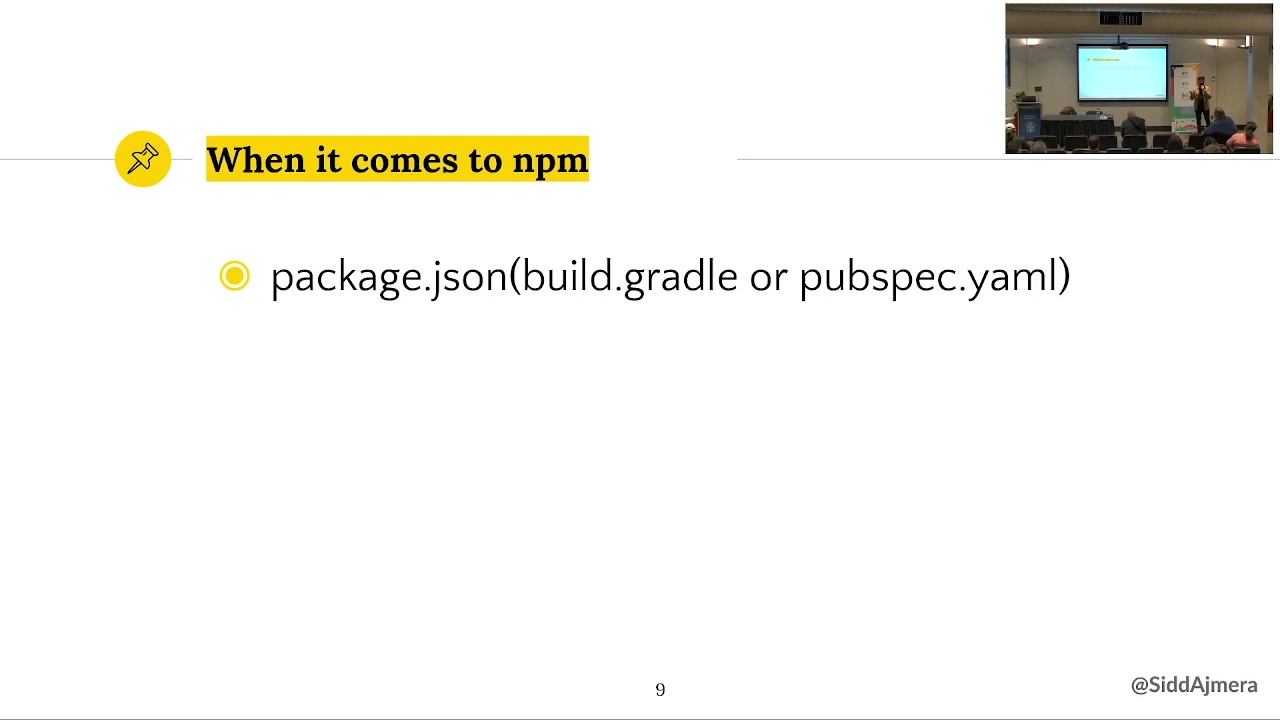 When it comes to npm
package.json(build.gradle or pubspec.yaml)
9
@SiddAjmera